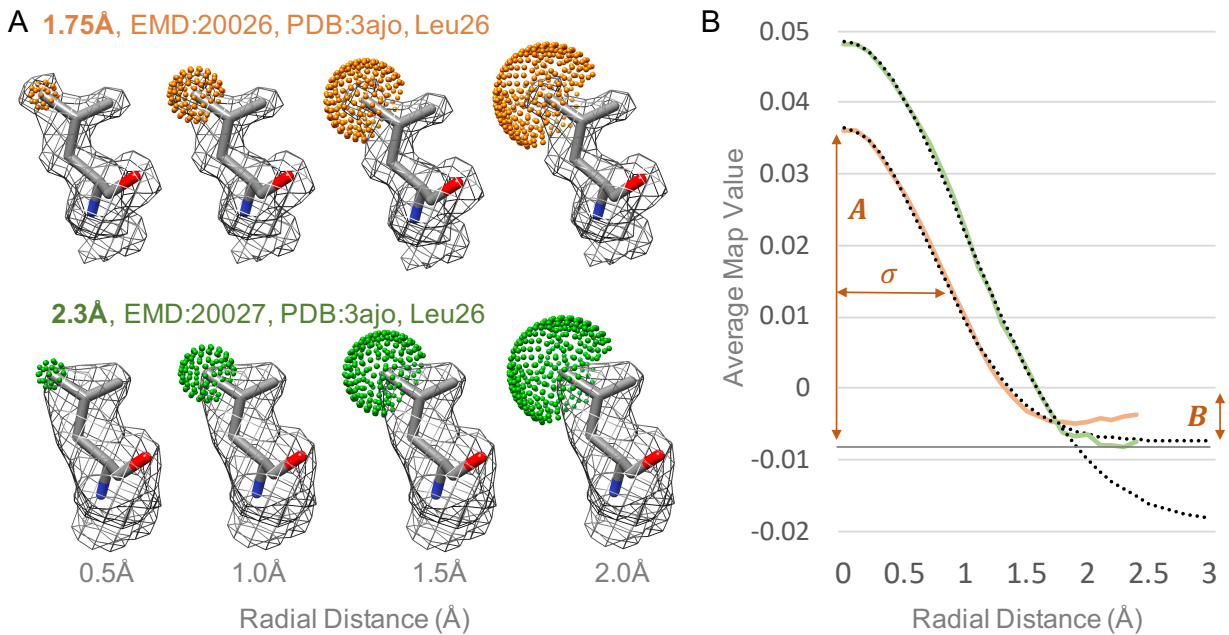 A 1.75Å, EMD:20026, PDB:3ajo, Leu26
2.3Å, EMD:20027, PDB:3ajo, Leu26
0.5Å 1.0Å 1.5Å 2.0Å
Radial Distance (Å)
B
Average Map Value
0.05
0.04
0.03
0.02
0.01
0
-0.01
-0.02
A
σ
B
0 0.5 1 1.5 2 2.5 3
Radial Distance (Å)